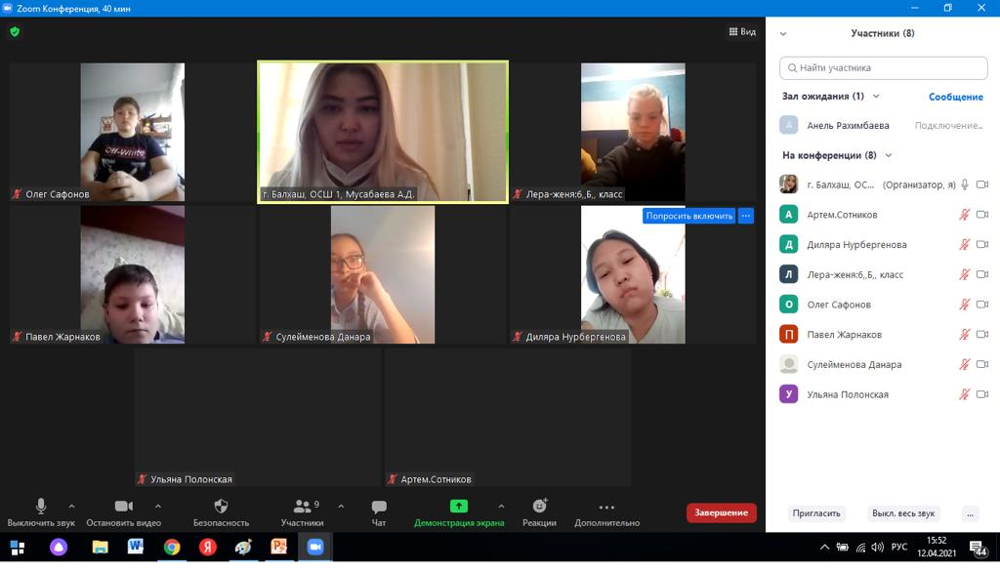 Zoom Конференция, 40 мин
Вид
OFF-WHITE
Олег Сафонов
г. Балхаш, ОСШ 1, Мусабаева А.Д.
Лера-женя:6,,Б,, класс
Попросить включить ...
Павел Жарнаков
Сулейменова Данара
Диляра Нурбергенова
Ульяна Полонская
Артем.Сотников
Участники (8)
Найти участника
Зал ожидания (1) Сообщение
А Анель Рахимбаева Подключение...
На конференции (8)
г. Балхаш, ОС... (Организатор, я)
А Артем.Сотников
Д Диляра Нурбергенова
Л Лера-женя:6,,Б,, класс
О Олег Сафонов
П Павел Жарнаков
Сулейменова Данара
У Ульяна Полонская
Выключить звук
Остановить видео
Безопасность
9
Участники
Чат
Демонстрация экрана
Реакции
Дополнительно
Завершение
Пригласить
Выкл. весь звук
...
РУС
15:52
12.04.2021
44